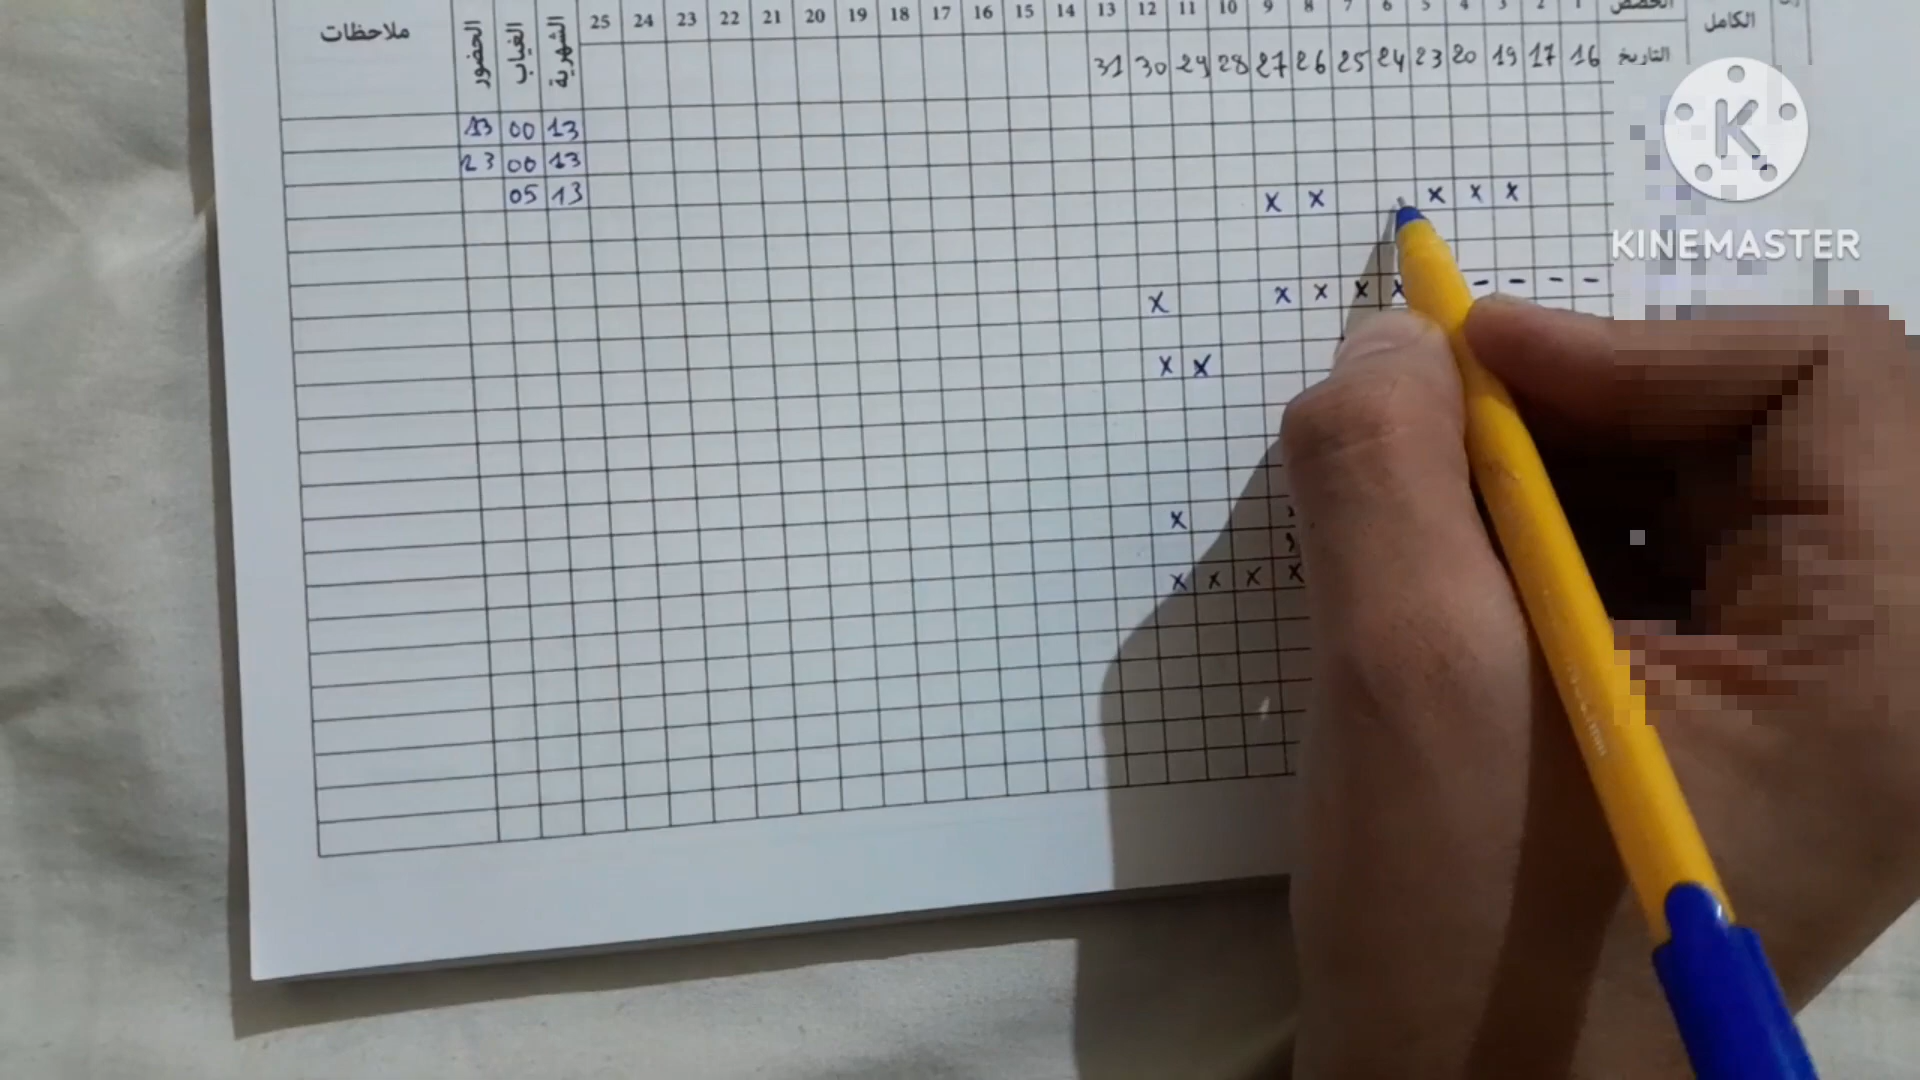 الحصص 1 2 3 4 5 6 7 8 9 10 11 12 13 14 15 16 17 18 19 20 21 22 23 24 25 الشهرية الغياب الحضور ملاحظات
الكامل
التاريخ 16 17 19 20 23 24 25 26 27 28 29 30 31
13 00 13
13 00 23
x x x x x 13 05
- - - - x x x x x
x x
x
x x x x
K
KINEMASTER